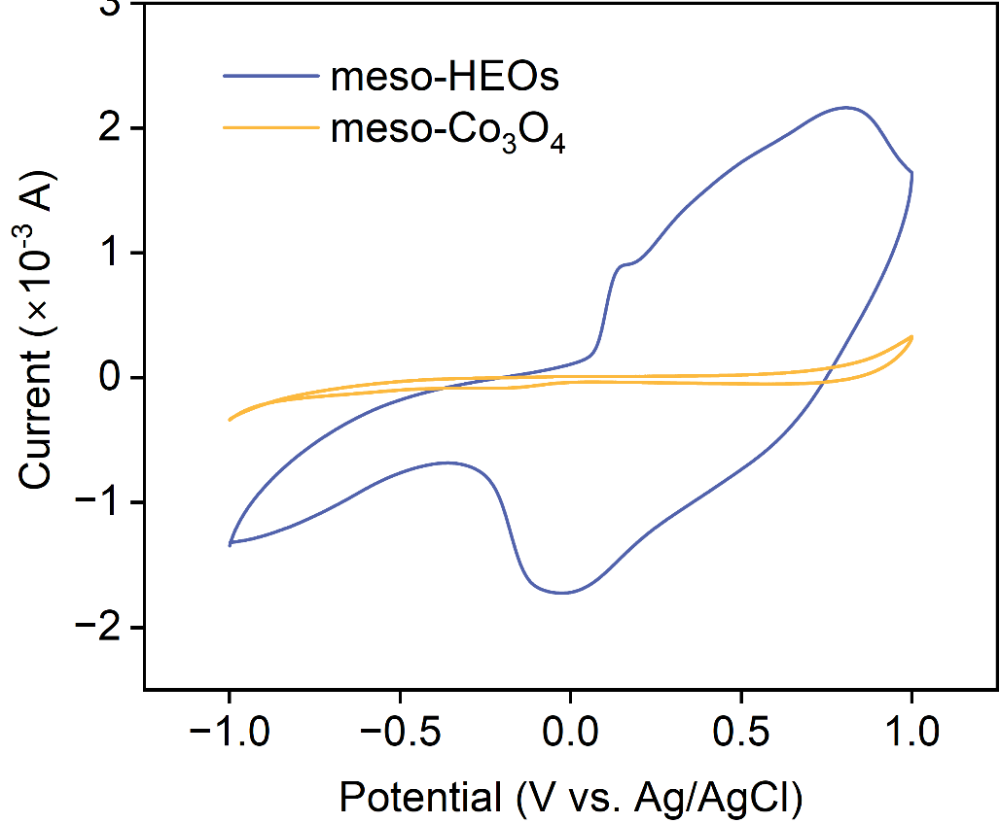 3
meso-HEOs
meso-Co₃O₄
2
1
0
−1
−2
Current (×10⁻³ A)
−1.0 −0.5 0.0 0.5 1.0
Potential (V vs. Ag/AgCl)